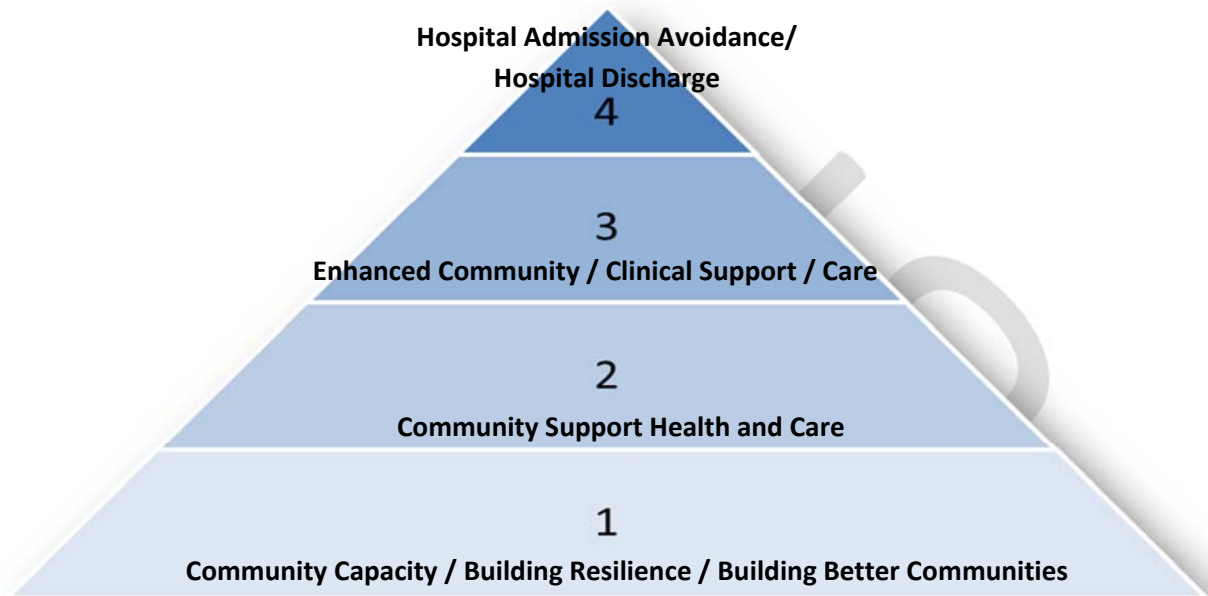 Hospital Admission Avoidance/
Hospital Discharge
4
3
Enhanced Community / Clinical Support / Care
2
Community Support Health and Care
1
Community Capacity / Building Resilience / Building Better Communities